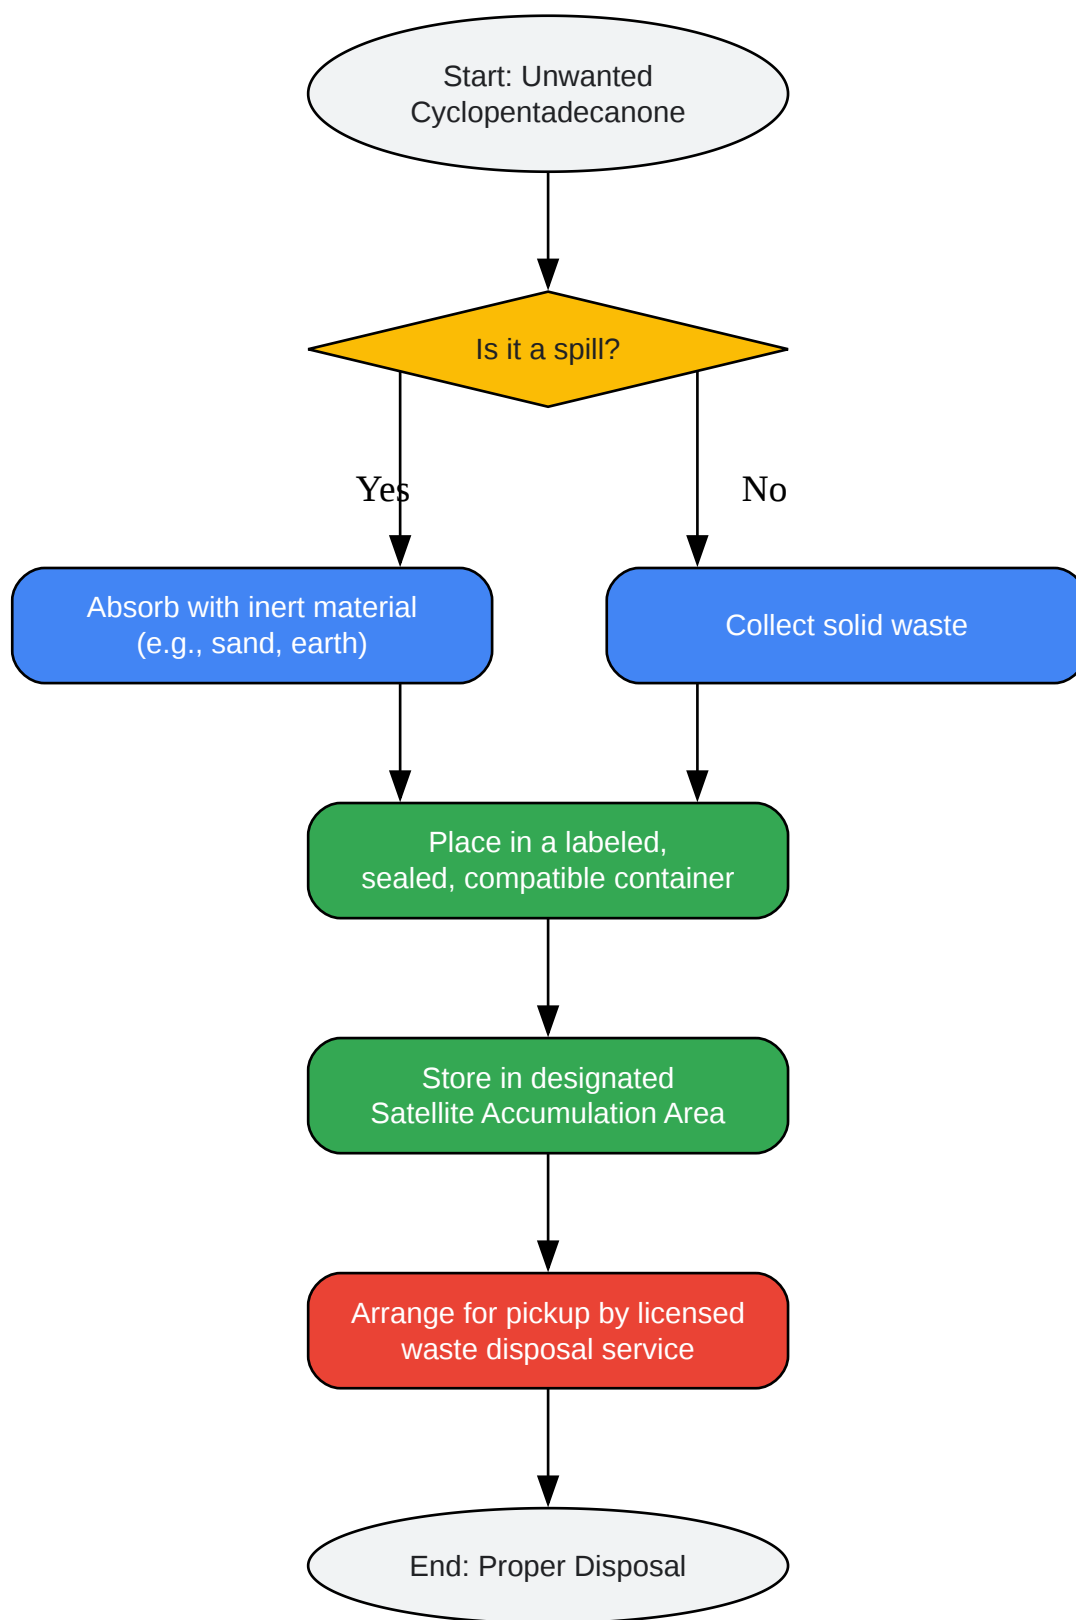 Start: Unwanted
Cyclopentadecanone
Is it a spill?
Yes
No
Absorb with inert material
(e.g., sand, earth)
Collect solid waste
Place in a labeled,
sealed, compatible container
Store in designated
Satellite Accumulation Area
Arrange for pickup by licensed
waste disposal service
End: Proper Disposal